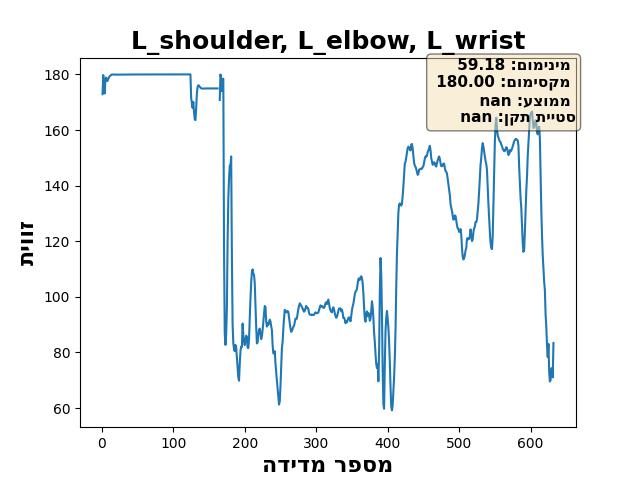 L_shoulder, L_elbow, L_wrist
מינימום: 59.18
מקסימום: 180.00
ממוצע: nan
סטיית תקן: nan
180
160
140
120
100
80
60
זווית
0 100 200 300 400 500 600
מספר מדידה